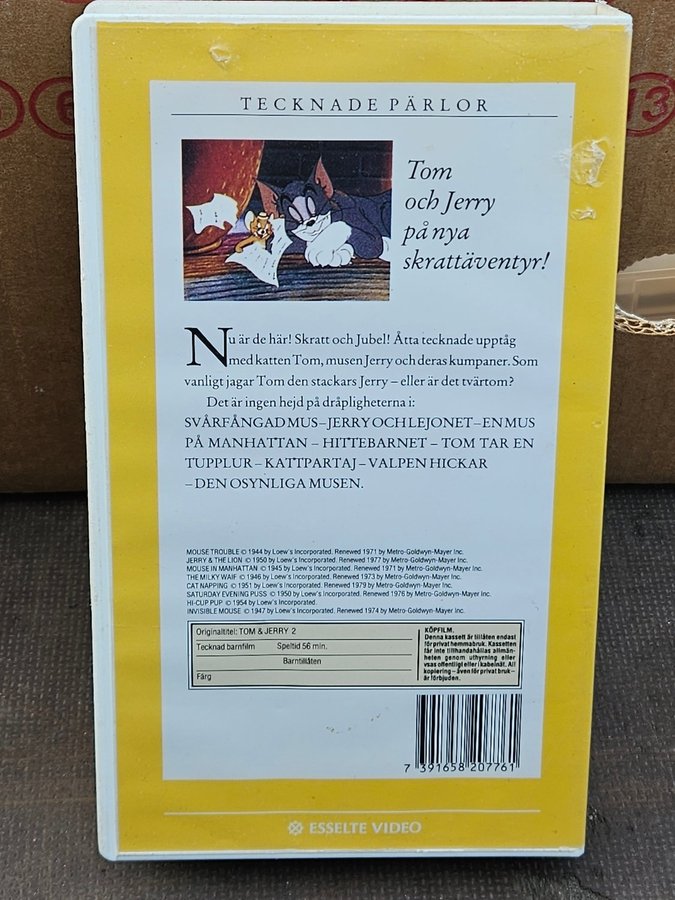 TECKNADE PÄRLOR
Tom
och Jerry
på nya
skrattäventyr!
Nu är de här! Skratt och Jubel! Åtta tecknade upptåg
med katten Tom, musen Jerry och deras kumpaner. Som
vanligt jagar Tom den stackars Jerry – eller är det tvärtom?
Det är ingen hejd på dråpligheterna i:
SVÅRFÅNGAD MUS – JERRY OCH LEJONET – EN MUS
PÅ MANHATTAN – HITTEBARNET – TOM TAR EN
TUPPLUR – KATTPARTAJ – VALPEN HICKAR
– DEN OSYNLIGA MUSEN.
MOUSE TROUBLE © 1944 by Loew's Incorporated. Renewed 1971 by Metro-Goldwyn-Mayer Inc.
JERRY & THE LION © 1950 by Loew's Incorporated. Renewed 1977 by Metro-Goldwyn-Mayer Inc.
MOUSE IN MANHATTAN © 1945 by Loew's Incorporated. Renewed 1971 by Metro-Goldwyn-Mayer Inc.
THE MILKY WAIF © 1946 by Loew's Incorporated. Renewed 1973 by Metro-Goldwyn-Mayer Inc.
CAT NAPPING © 1951 by Loew's Incorporated. Renewed 1979 by Metro-Goldwyn-Mayer Inc.
SATURDAY EVENING PUSS © 1950 by Loew's Incorporated. Renewed 1976 by Metro-Goldwyn-Mayer Inc.
HI-CUP PUP © 1954 by Loew's Incorporated.
INVISIBLE MOUSE © 1947 by Loew's Incorporated. Renewed 1974 by Metro-Goldwyn-Mayer Inc.
Originaltitel: TOM & JERRY 2
Tecknad barnfilm Speltid 56 min.
Barntillåten
Färg
KÖPFILM.
Denna kassett är tillåten endast
för privat hemmabruk. Kassetten
får inte tillhandahållas allmän-
heten genom uthyrning eller
visas offentligt eller i kabelnät. All
kopiering – även för privat bruk – är
förbjuden.
7 391658 207761
ESSELTE VIDEO
13